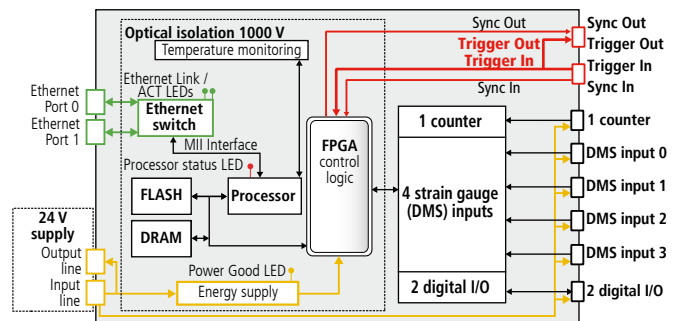 Optical isolation 1000 V
Temperature monitoring
Sync Out
Trigger Out
Trigger In
Sync In
Sync Out
Trigger Out
Trigger In
Sync In
Ethernet
Port 0
Ethernet
Port 1
Ethernet Link /
ACT LEDs
Ethernet
switch
MII Interface
Processor status LED
FLASH
Processor
DRAM
FPGA
control
logic
1 counter
4 strain gauge
(DMS) inputs
2 digital I/O
1 counter
DMS input 0
DMS input 1
DMS input 2
DMS input 3
2 digital I/O
24 V
supply
Output
line
Input
line
Power Good LED
Energy supply